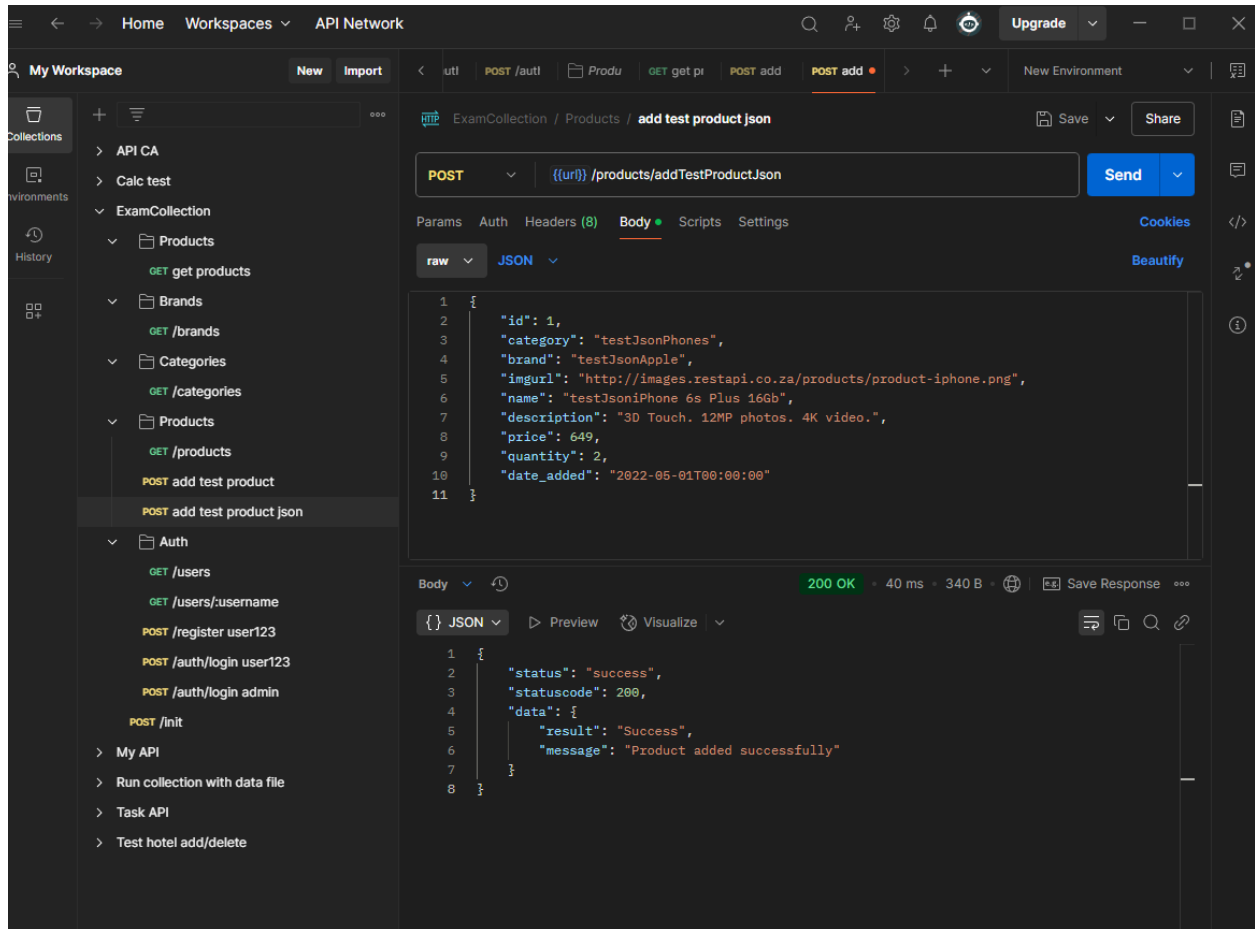 Home Workspaces API Network Upgrade
My Workspace New Import utl POST /autl Produ GET get pr POST add POST add New Environment
Collections
nvironments
History
API CA
Calc test
ExamCollection
Products
GET get products
Brands
GET /brands
Categories
GET /categories
Products
GET /products
POST add test product
POST add test product json
Auth
GET /users
GET /users/:username
POST /register user123
POST /auth/login user123
POST /auth/login admin
POST /init
My API
Run collection with data file
Task API
Test hotel add/delete
HTTP ExamCollection / Products / add test product json Save Share
POST {{url}} /products/addTestProductJson Send
Params Auth Headers (8) Body Scripts Settings Cookies
raw JSON Beautify
1 {
2 "id": 1,
3 "category": "testJsonPhones",
4 "brand": "testJsonApple",
5 "imgurl": "http://images.restapi.co.za/products/product-iphone.png",
6 "name": "testJsoniPhone 6s Plus 16Gb",
7 "description": "3D Touch. 12MP photos. 4K video.",
8 "price": 649,
9 "quantity": 2,
10 "date_added": "2022-05-01T00:00:00"
11 }
Body 200 OK • 40 ms • 340 B • e.g. Save Response
{} JSON Preview Visualize
1 {
2 "status": "success",
3 "statuscode": 200,
4 "data": {
5 "result": "Success",
6 "message": "Product added successfully"
7 }
8 }